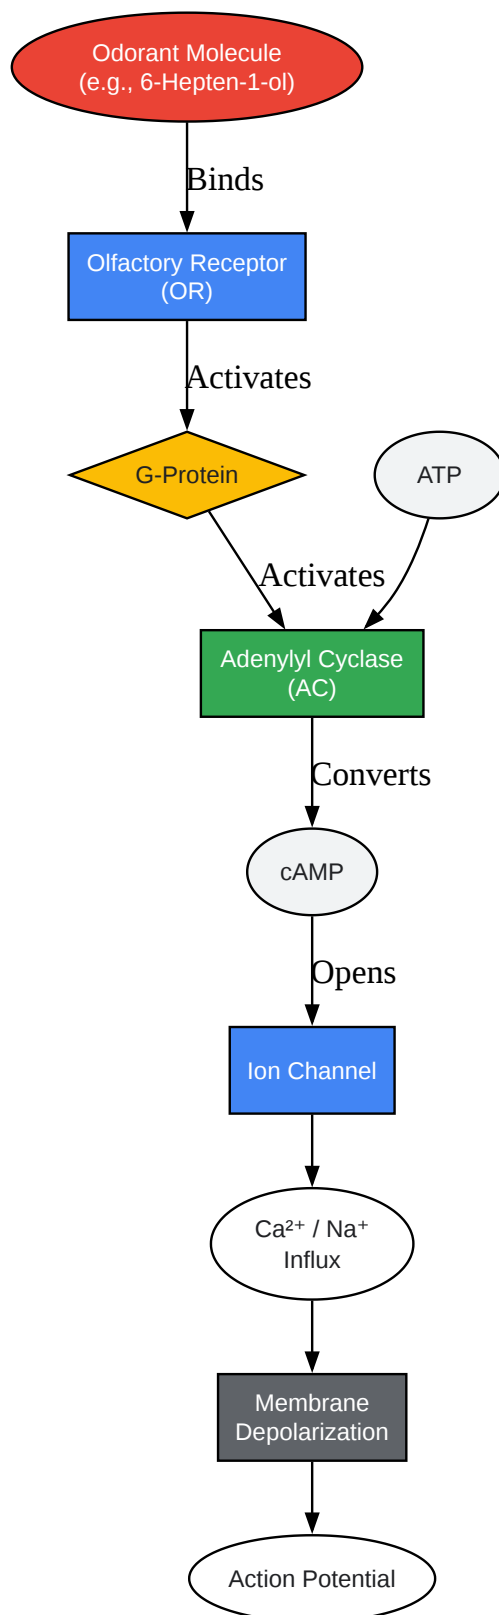 Odorant Molecule
(e.g., 6-Hepten-1-ol)
Binds
Olfactory Receptor
(OR)
Activates
G-Protein
ATP
Activates
Adenylyl Cyclase
(AC)
Converts
cAMP
Opens
Ion Channel
Ca²⁺ / Na⁺
Influx
Membrane
Depolarization
Action Potential